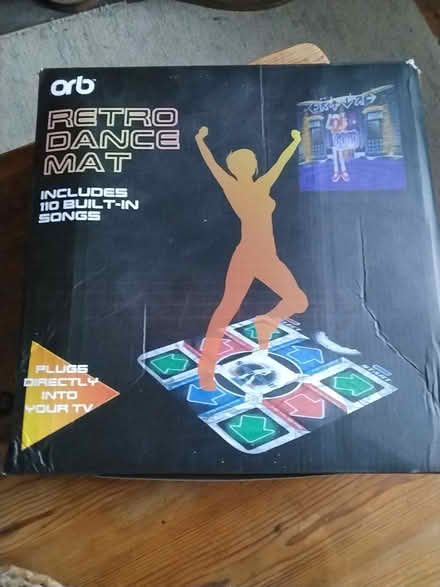 orb
RETRO
DANCE
MAT
INCLUDES
110 BUILT-IN
SONGS
PLUGS
DIRECTLY
INTO
YOUR TV